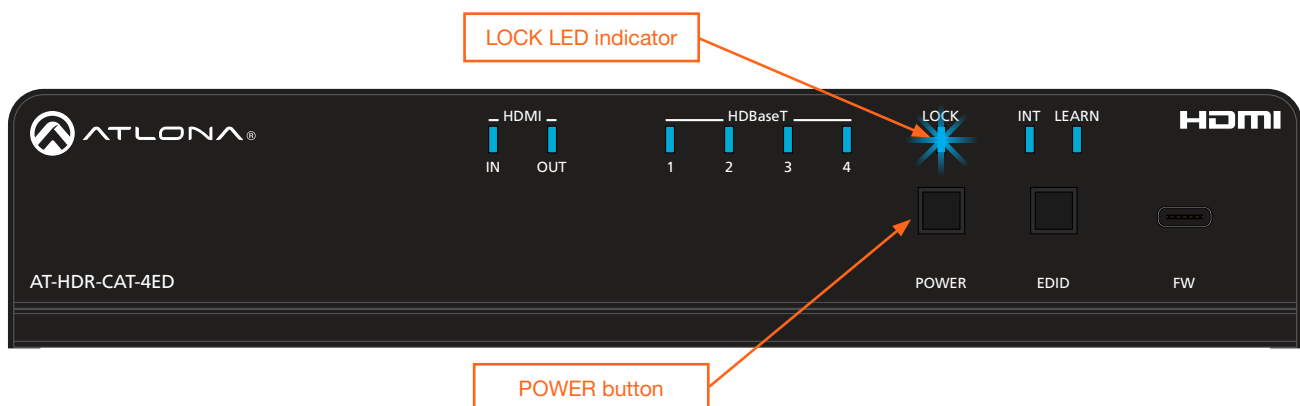 LOCK LED indicator
HDMI
HDBaseT
LOCK
INT LEARN
HDMI
ATLONA®
IN OUT
1 2 3 4
AT-HDR-CAT-4ED
POWER
EDID
FW
POWER button